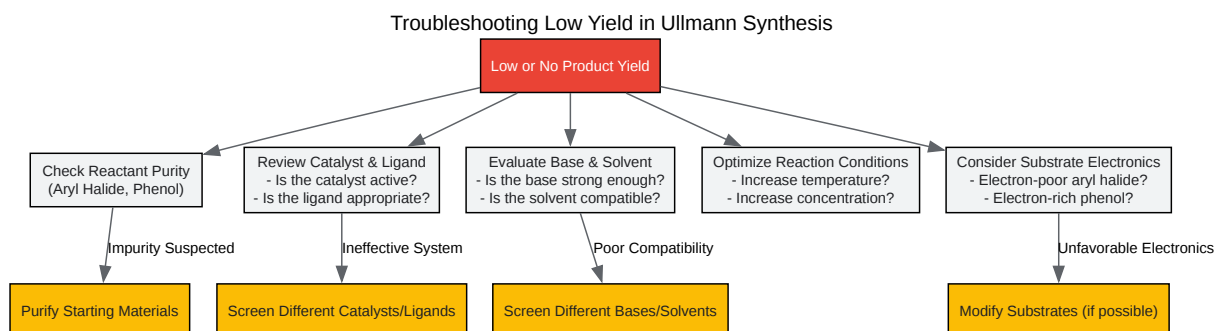 Troubleshooting Low Yield in Ullmann Synthesis
Low or No Product Yield
Check Reactant Purity
(Aryl Halide, Phenol)
Review Catalyst & Ligand
- Is the catalyst active?
- Is the ligand appropriate?
Evaluate Base & Solvent
- Is the base strong enough?
- Is the solvent compatible?
Optimize Reaction Conditions
- Increase temperature?
- Increase concentration?
Consider Substrate Electronics
- Electron-poor aryl halide?
- Electron-rich phenol?
Impurity Suspected
Ineffective System
Poor Compatibility
Unfavorable Electronics
Purify Starting Materials
Screen Different Catalysts/Ligands
Screen Different Bases/Solvents
Modify Substrates (if possible)